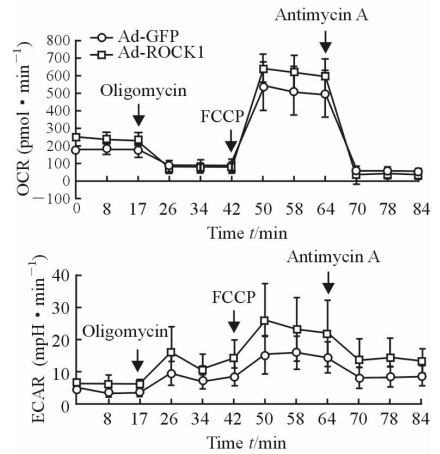 Antimycin A
Ad-GFP
Ad-ROCK1
Oligomycin
FCCP
OCR (pmol • min−1)
800
700
600
500
400
300
200
100
0
−100
0 8 17 26 34 42 50 58 64 70 78 84
Time t/min
Antimycin A
FCCP
Oligomycin
ECAR (mpH • min−1)
40
30
20
10
0
8 17 26 34 42 50 58 64 70 78 84
Time t/min